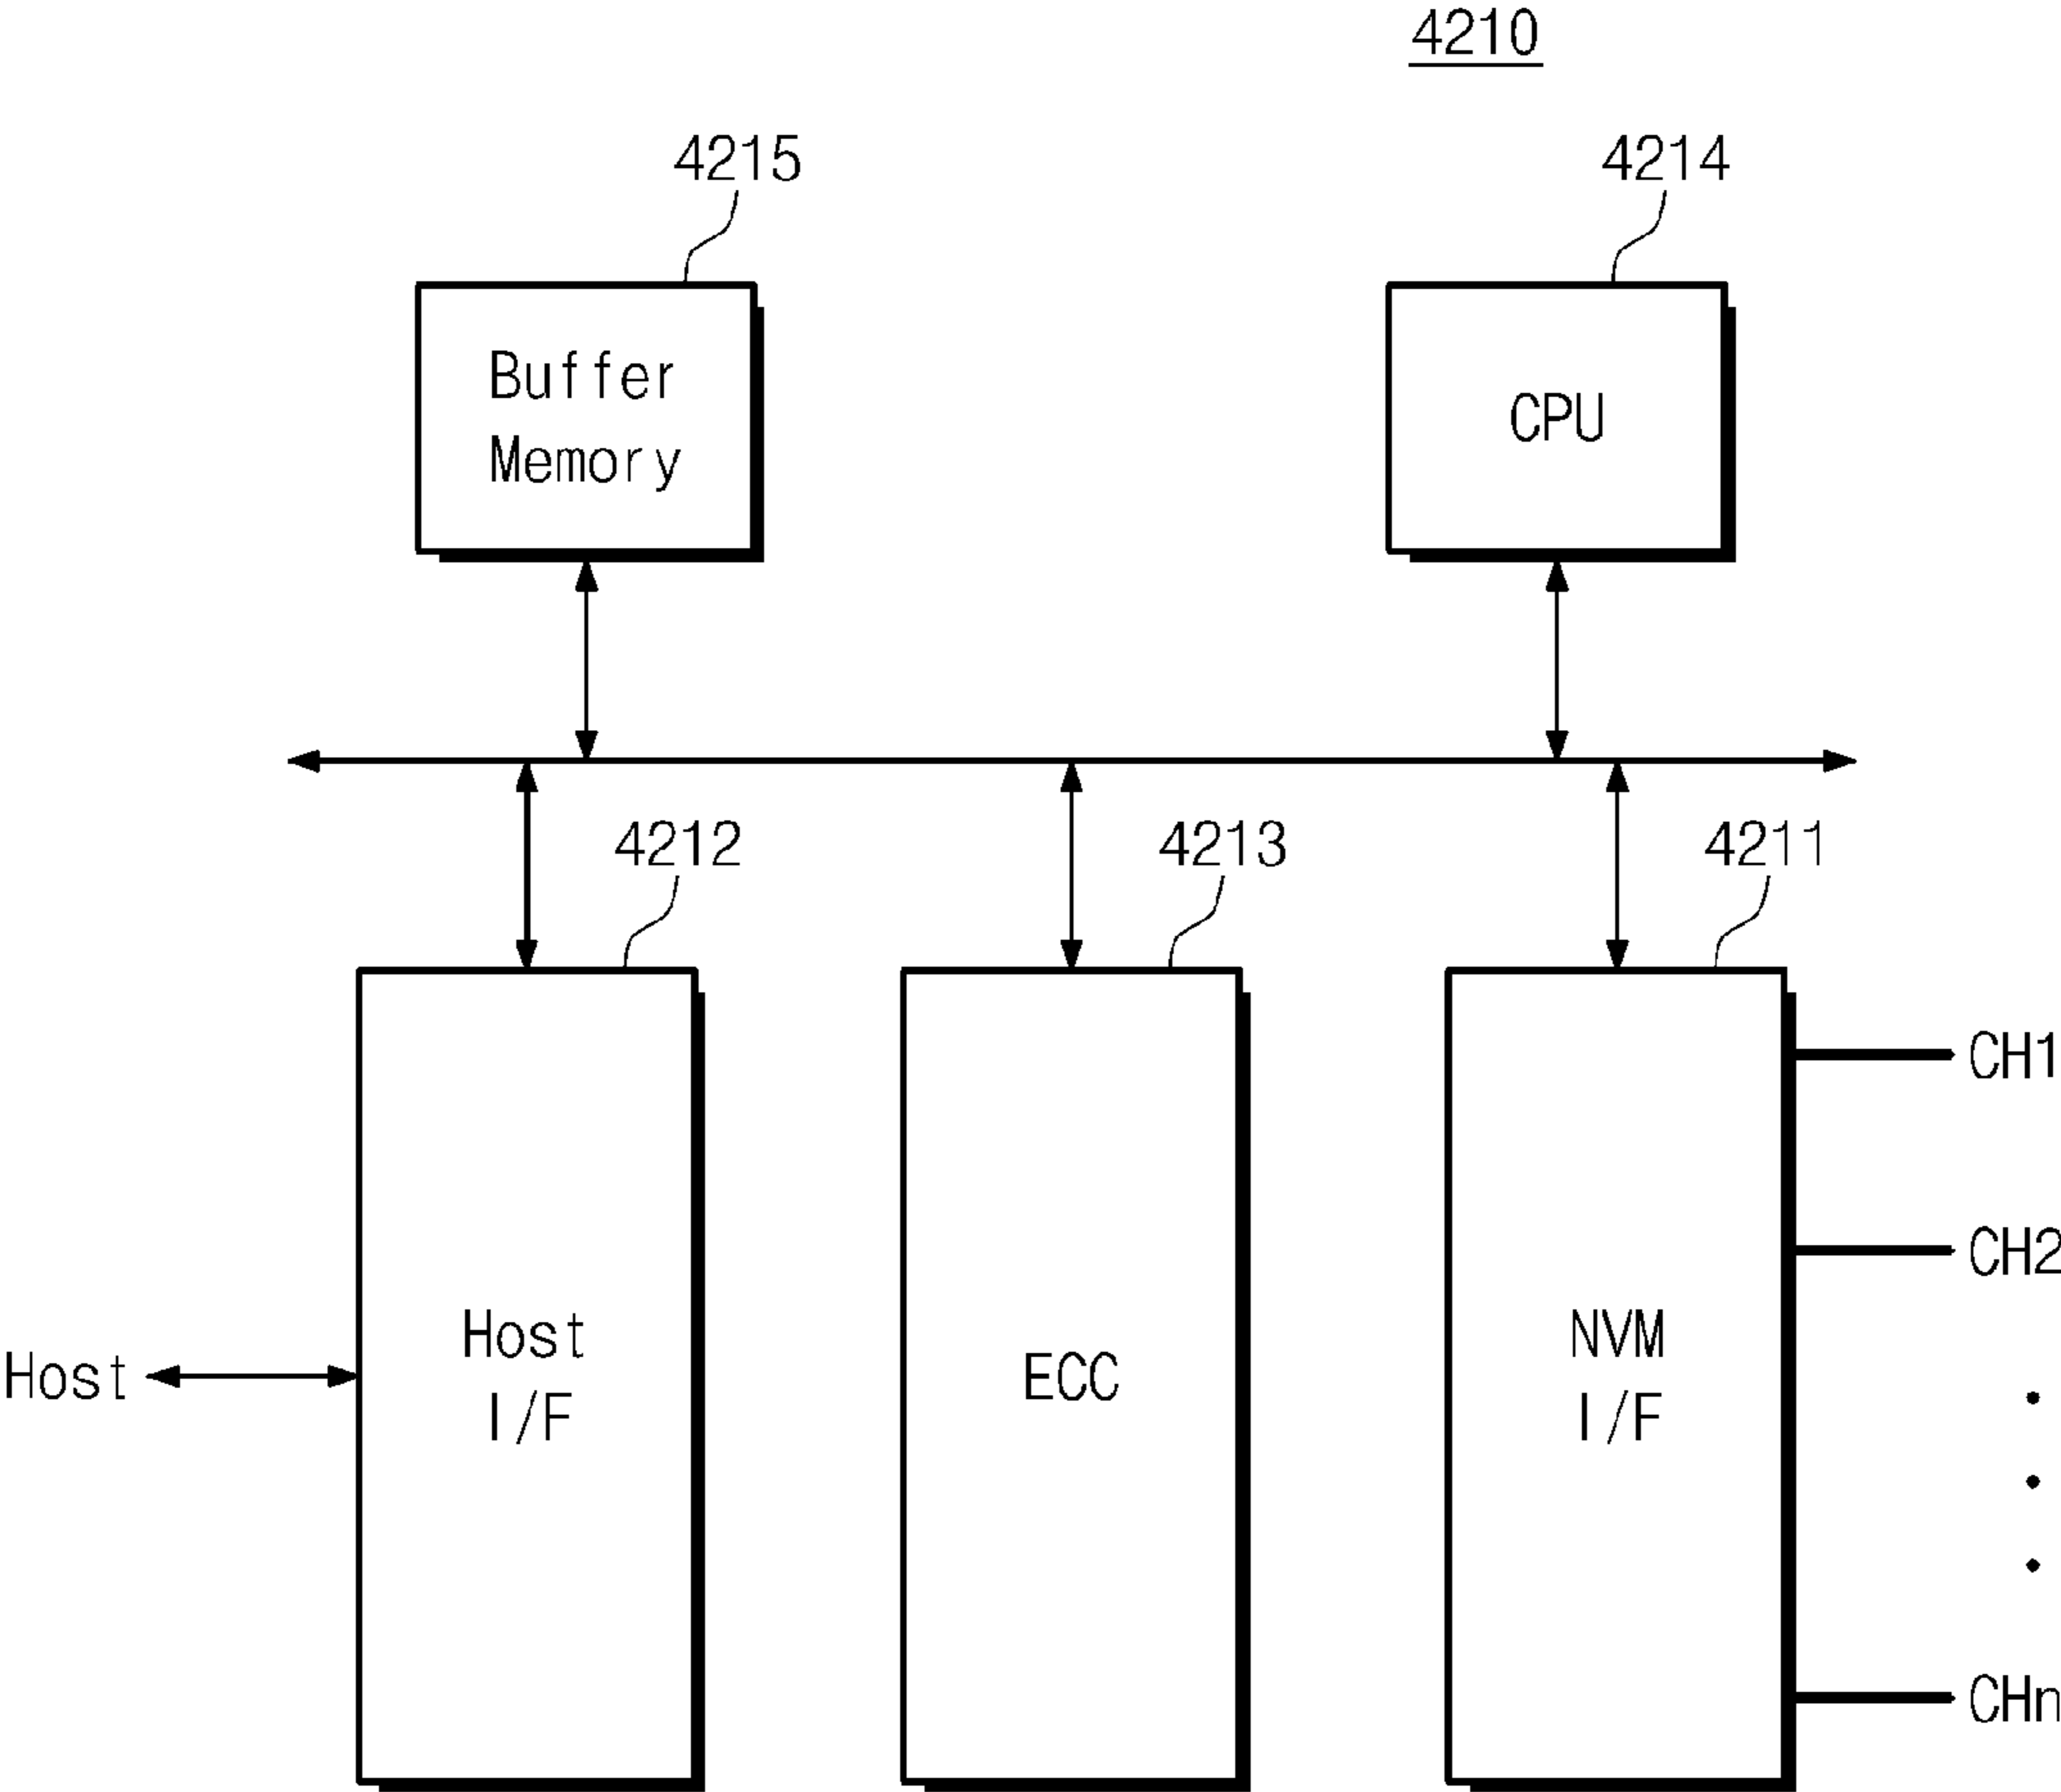 4210
4215
4214
Buffer
Memory
CPU
4212
4213
4211
CH1
CH2
Host
Host
I/F
ECC
NVM
I/F
CHn